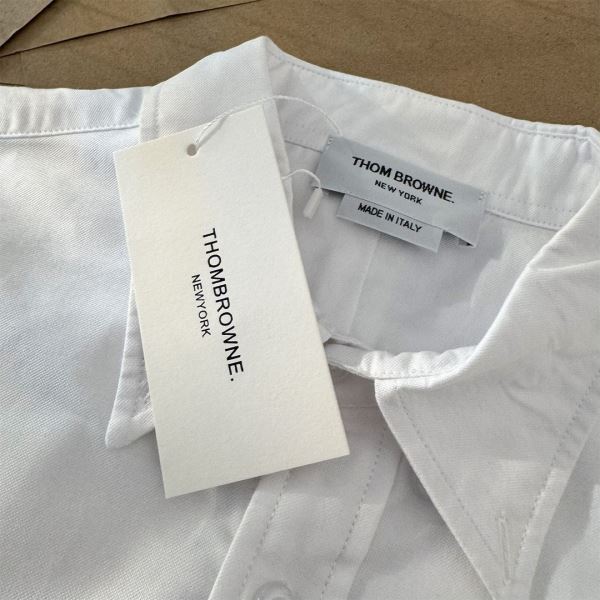 THOM BROWNE.
NEW YORK
MADE IN ITALY
THOMBROWNE.
NEWYORK